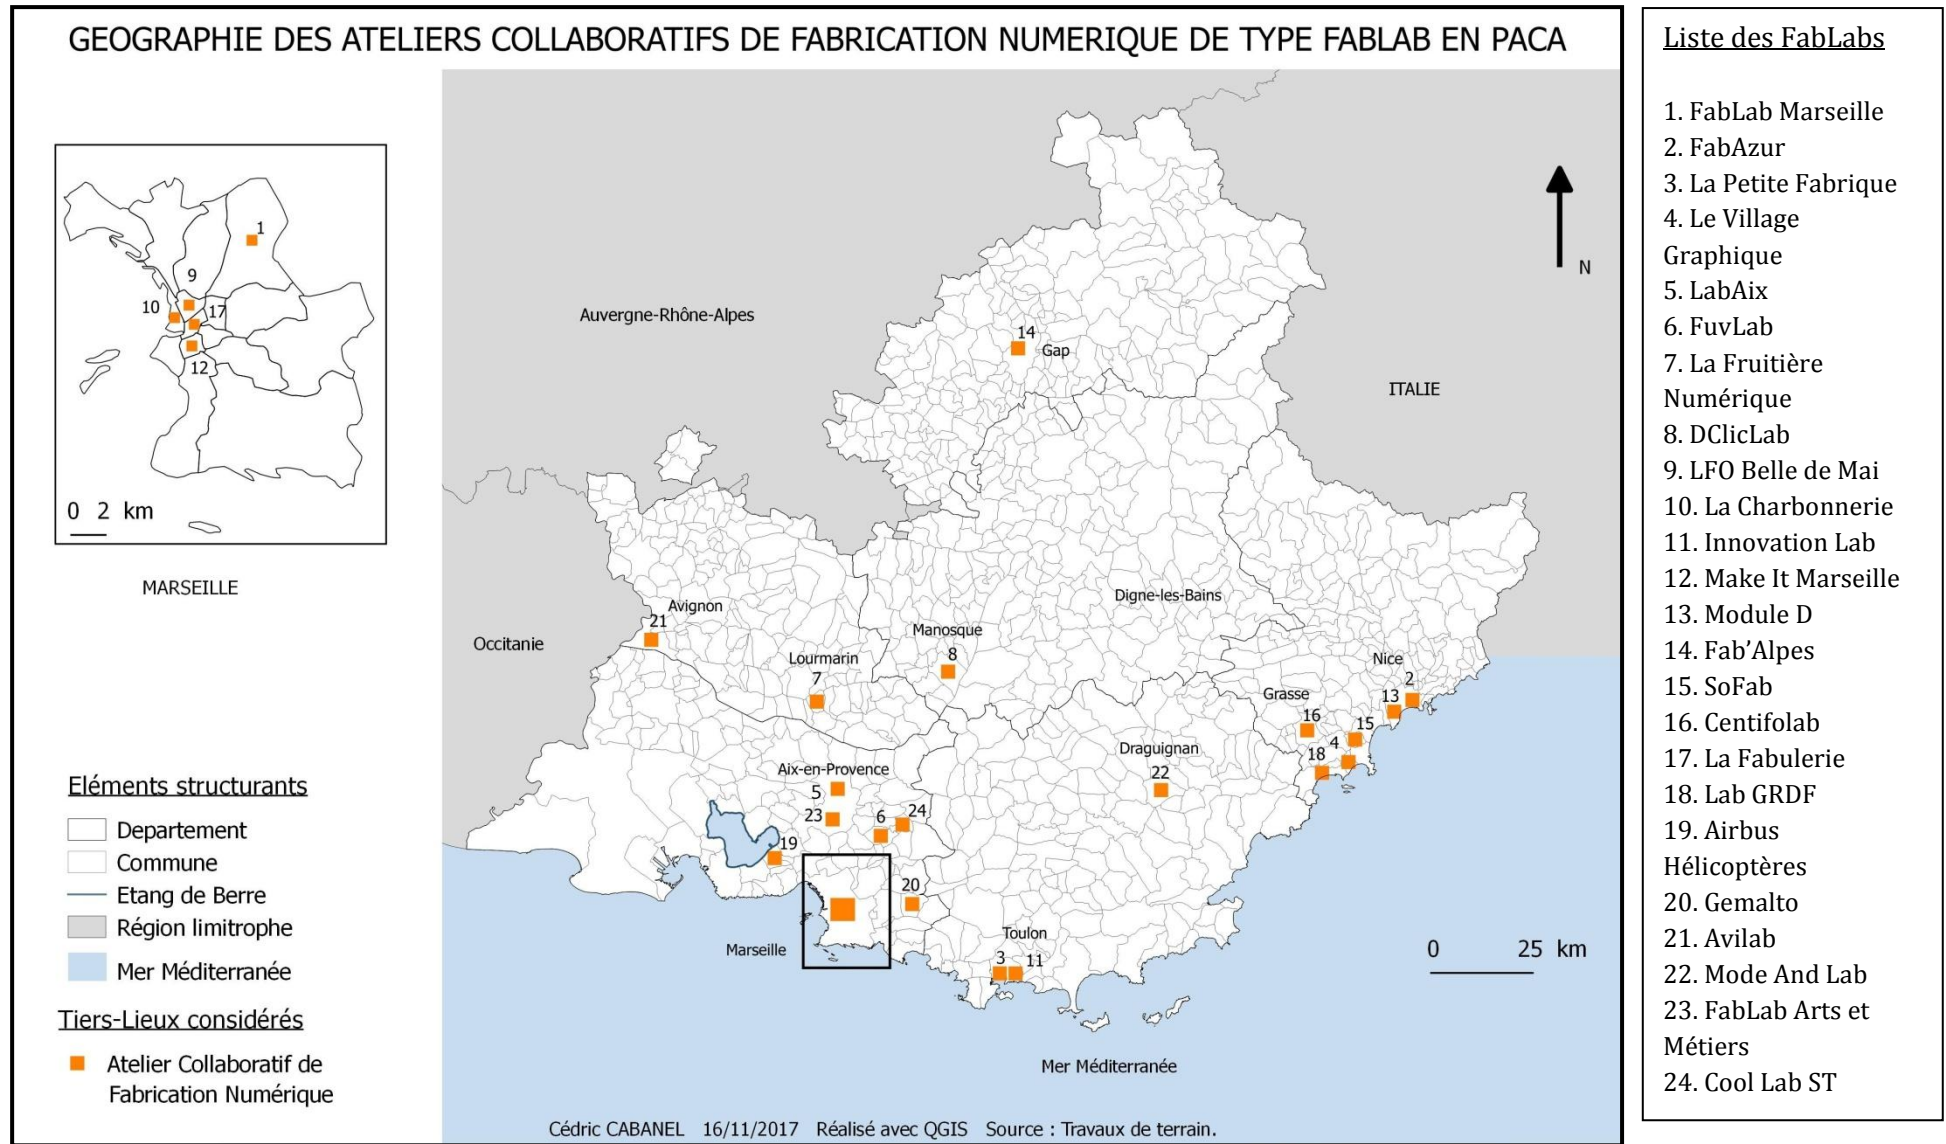 GEOGRAPHIE DES ATELIERS COLLABORATIFS DE FABRICATION NUMERIQUE DE TYPE FABLAB EN PACA
1
9
10
17
12
0 2 km
MARSEILLE
Eléments structurants
Departement
Commune
Etang de Berre
Région limitrophe
Mer Méditerranée
Tiers-Lieux considérés
Atelier Collaboratif de
Fabrication Numérique
N
Auvergne-Rhône-Alpes
14
Gap
ITALIE
Occitanie
Avignon
21
Digne-les-Bains
Manosque
8
Lourmarin
7
Nice
2
Grasse
13
16
15
4
18
Draguignan
22
Aix-en-Provence
5
23
6
24
19
20
Marseille
Toulon
3
11
0 25 km
Mer Méditerranée
Cédric CABANEL 16/11/2017 Réalisé avec QGIS Source : Travaux de terrain.
Liste des FabLabs
1. FabLab Marseille
2. FabAzur
3. La Petite Fabrique
4. Le Village
Graphique
5. LabAix
6. FuvLab
7. La Fruitière
Numérique
8. DClicLab
9. LFO Belle de Mai
10. La Charbonnerie
11. Innovation Lab
12. Make It Marseille
13. Module D
14. Fab’Alpes
15. SoFab
16. Centifolab
17. La Fabulerie
18. Lab GRDF
19. Airbus
Hélicoptères
20. Gemalto
21. Avilab
22. Mode And Lab
23. FabLab Arts et
Métiers
24. Cool Lab ST